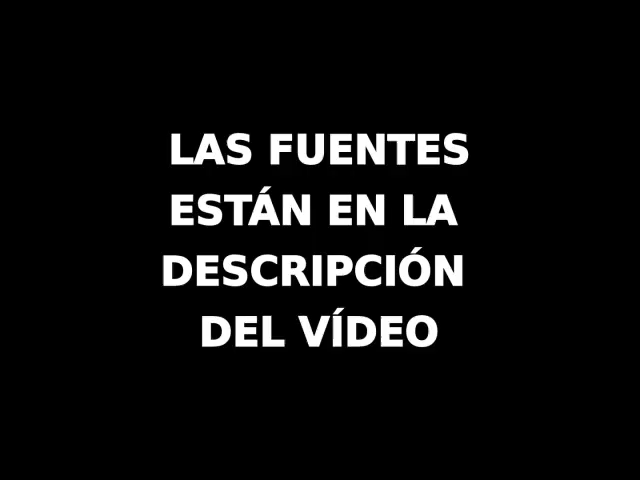 LAS FUENTES
ESTÁN EN LA
DESCRIPCIÓN
DEL VÍDEO